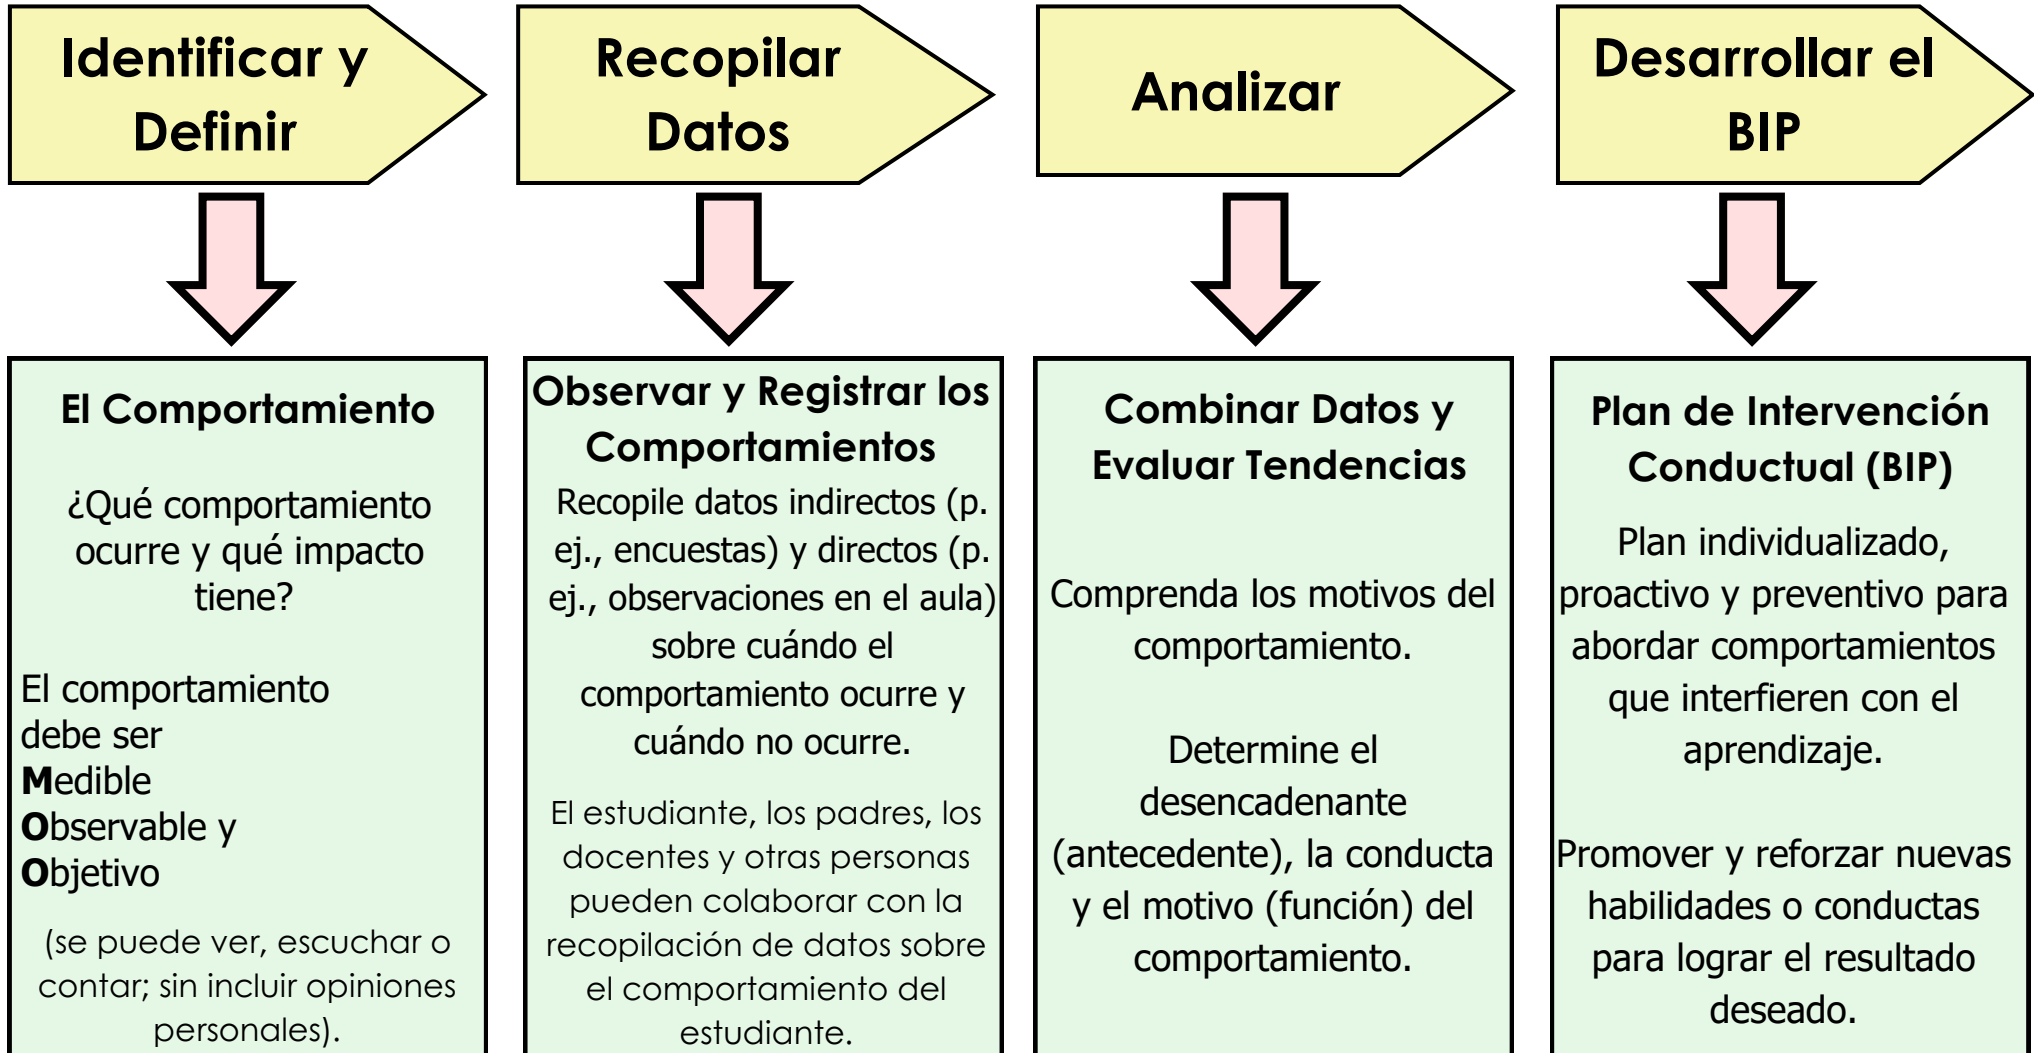 Identificar y
Definir
Recopilar
Datos
Analizar
Desarrollar el
BIP
El Comportamiento
¿Qué comportamiento
ocurre y qué impacto
tiene?
El comportamiento
debe ser
Medible
Observable y
Objetivo
(se puede ver, escuchar o
contar; sin incluir opiniones
personales).
Observar y Registrar los
Comportamientos
Recopile datos indirectos (p.
ej., encuestas) y directos (p.
ej., observaciones en el aula)
sobre cuándo el
comportamiento ocurre y
cuándo no ocurre.
El estudiante, los padres, los
docentes y otras personas
pueden colaborar con la
recopilación de datos sobre
el comportamiento del
estudiante.
Combinar Datos y
Evaluar Tendencias
Comprenda los motivos del
comportamiento.
Determine el
desencadenante
(antecedente), la conducta
y el motivo (función) del
comportamiento.
Plan de Intervención
Conductual (BIP)
Plan individualizado,
proactivo y preventivo para
abordar comportamientos
que interfieren con el
aprendizaje.
Promover y reforzar nuevas
habilidades o conductas
para lograr el resultado
deseado.